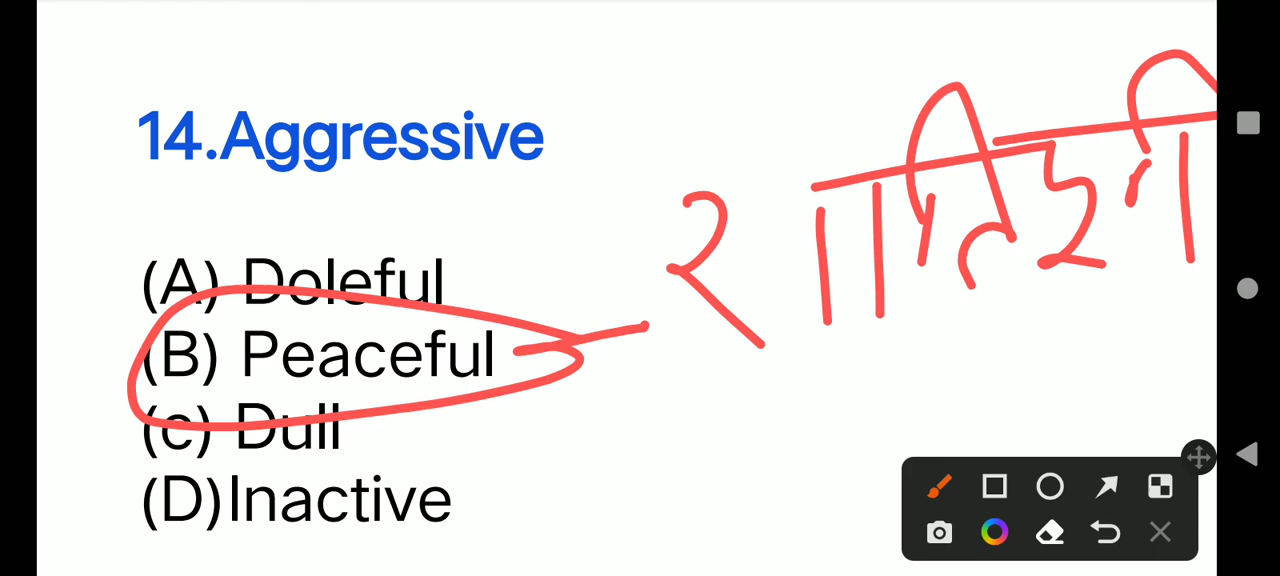 14.Aggressive
(A) Doleful
(B) Peaceful
(c) Dull
(D)Inactive